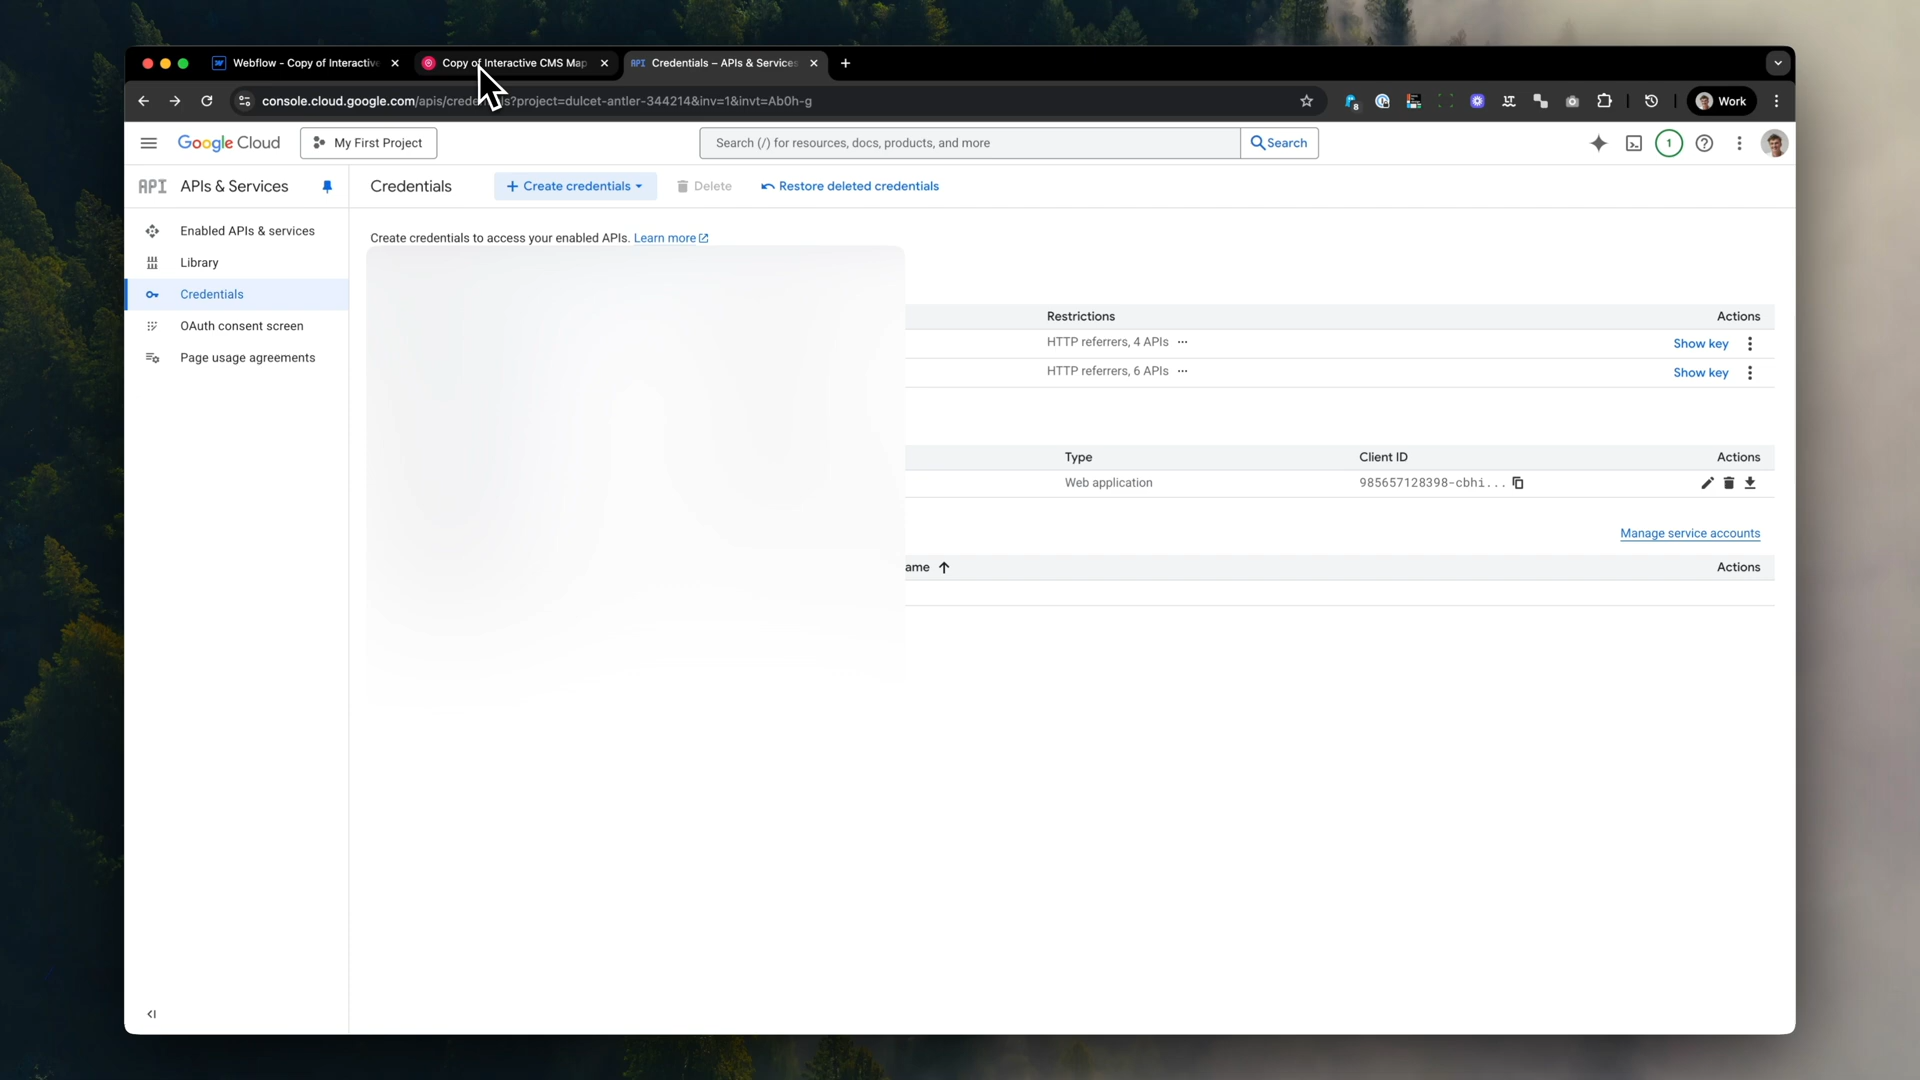 Webflow - Copy of Interactive
Copy of Interactive CMS Map
API Credentials – APIs & Services
console.cloud.google.com/apis/crede s?project=dulcet-antler-344214&inv=1&invt=Ab0h-g
8
Work
Google Cloud
My First Project
Search (/) for resources, docs, products, and more
Search
1
API APIs & Services
Credentials
+ Create credentials
Delete
Restore deleted credentials
Enabled APIs & services
Library
Credentials
OAuth consent screen
Page usage agreements
Create credentials to access your enabled APIs. Learn more
Restrictions
Actions
HTTP referrers, 4 APIs ...
Show key
HTTP referrers, 6 APIs ...
Show key
Type
Client ID
Actions
Web application
985657128398-cbhi...
Manage service accounts
ame
Actions